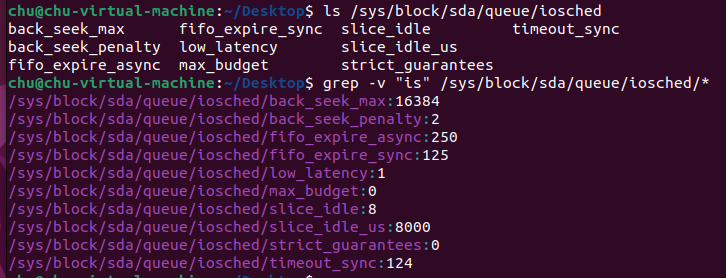 chu@chu-virtual-machine:~/Desktop$ ls /sys/block/sda/queue/iosched
back_seek_max      fifo_expire_sync  slice_idle         timeout_sync
back_seek_penalty  low_latency       slice_idle_us
fifo_expire_async  max_budget        strict_guarantees
chu@chu-virtual-machine:~/Desktop$ grep -v "is" /sys/block/sda/queue/iosched/*
/sys/block/sda/queue/iosched/back_seek_max:16384
/sys/block/sda/queue/iosched/back_seek_penalty:2
/sys/block/sda/queue/iosched/fifo_expire_async:250
/sys/block/sda/queue/iosched/fifo_expire_sync:125
/sys/block/sda/queue/iosched/low_latency:1
/sys/block/sda/queue/iosched/max_budget:0
/sys/block/sda/queue/iosched/slice_idle:8
/sys/block/sda/queue/iosched/slice_idle_us:8000
/sys/block/sda/queue/iosched/strict_guarantees:0
/sys/block/sda/queue/iosched/timeout_sync:124